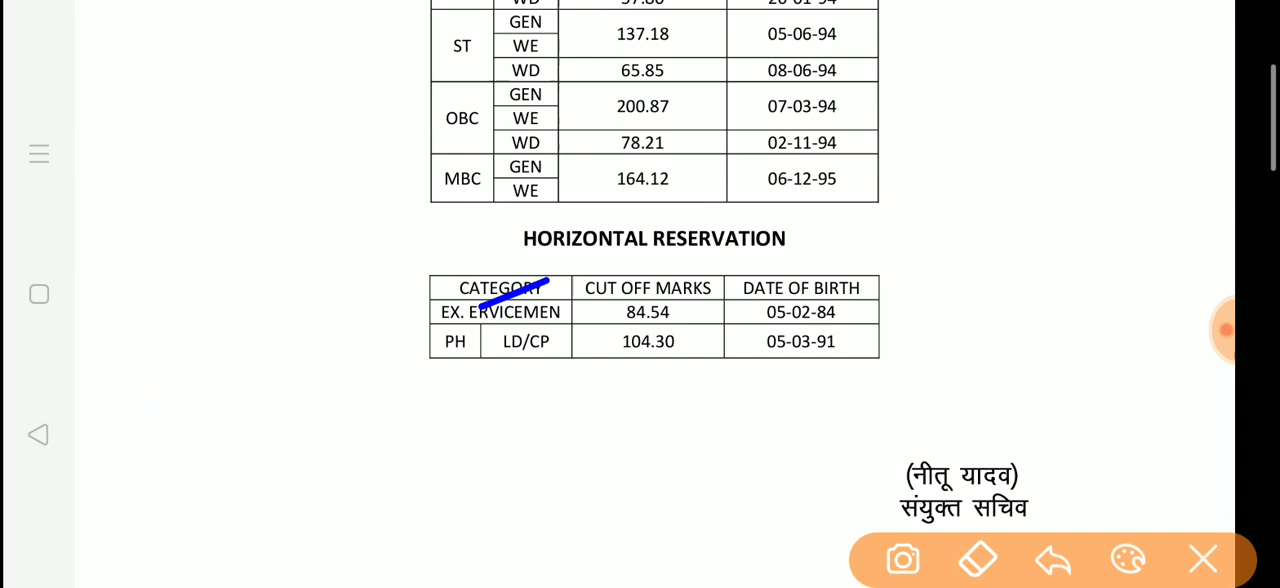 ST GEN 137.18 05-06-94
WE
WD 65.85 08-06-94
OBC GEN 200.87 07-03-94
WE
WD 78.21 02-11-94
MBC GEN 164.12 06-12-95
WE
HORIZONTAL RESERVATION
CATEGORY CUT OFF MARKS DATE OF BIRTH
EX. ERVICEMEN 84.54 05-02-84
PH LD/CP 104.30 05-03-91
(नीतू यादव)
संयुक्त सचिव